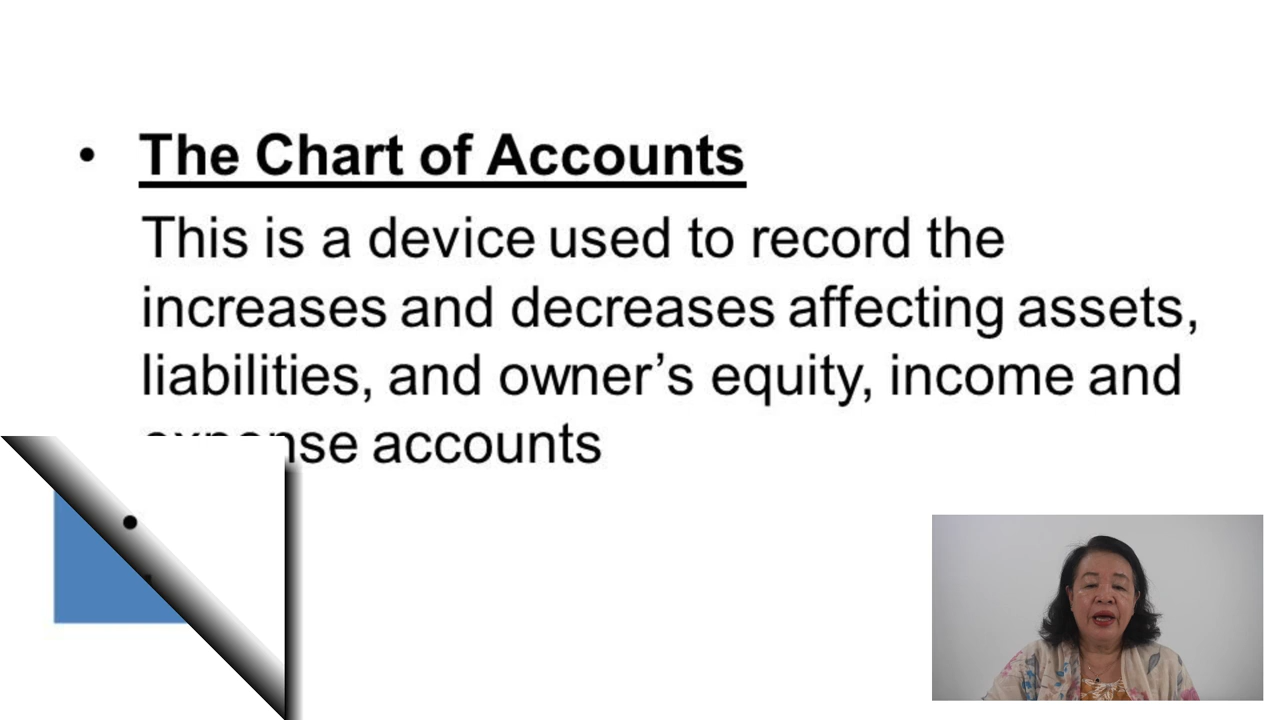 • The Chart of Accounts
This is a device used to record the
increases and decreases affecting assets,
liabilities, and owner’s equity, income and
expense accounts